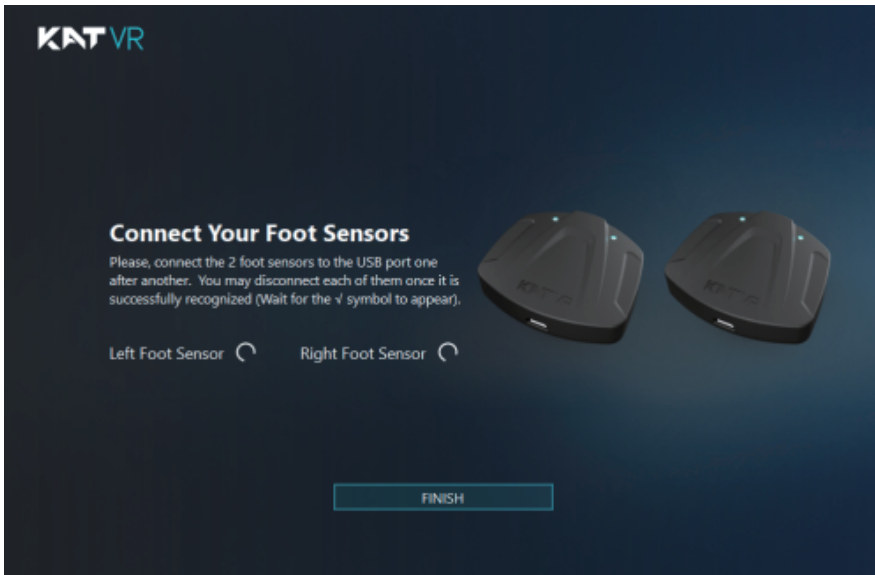 KAT VR
Connect Your Foot Sensors
Please, connect the 2 foot sensors to the USB port one
after another. You may disconnect each of them once it is
successfully recognized (Wait for the √ symbol to appear).
Left Foot Sensor
Right Foot Sensor
FINISH